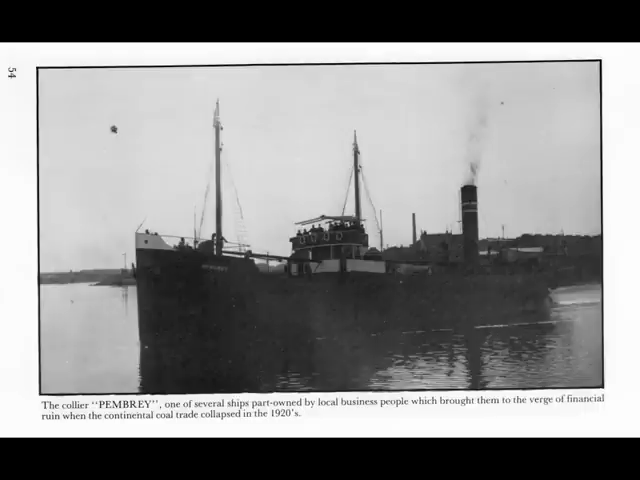 54
The collier "PEMBREY", one of several ships part-owned by local business people which brought them to the verge of financial
ruin when the continental coal trade collapsed in the 1920's.